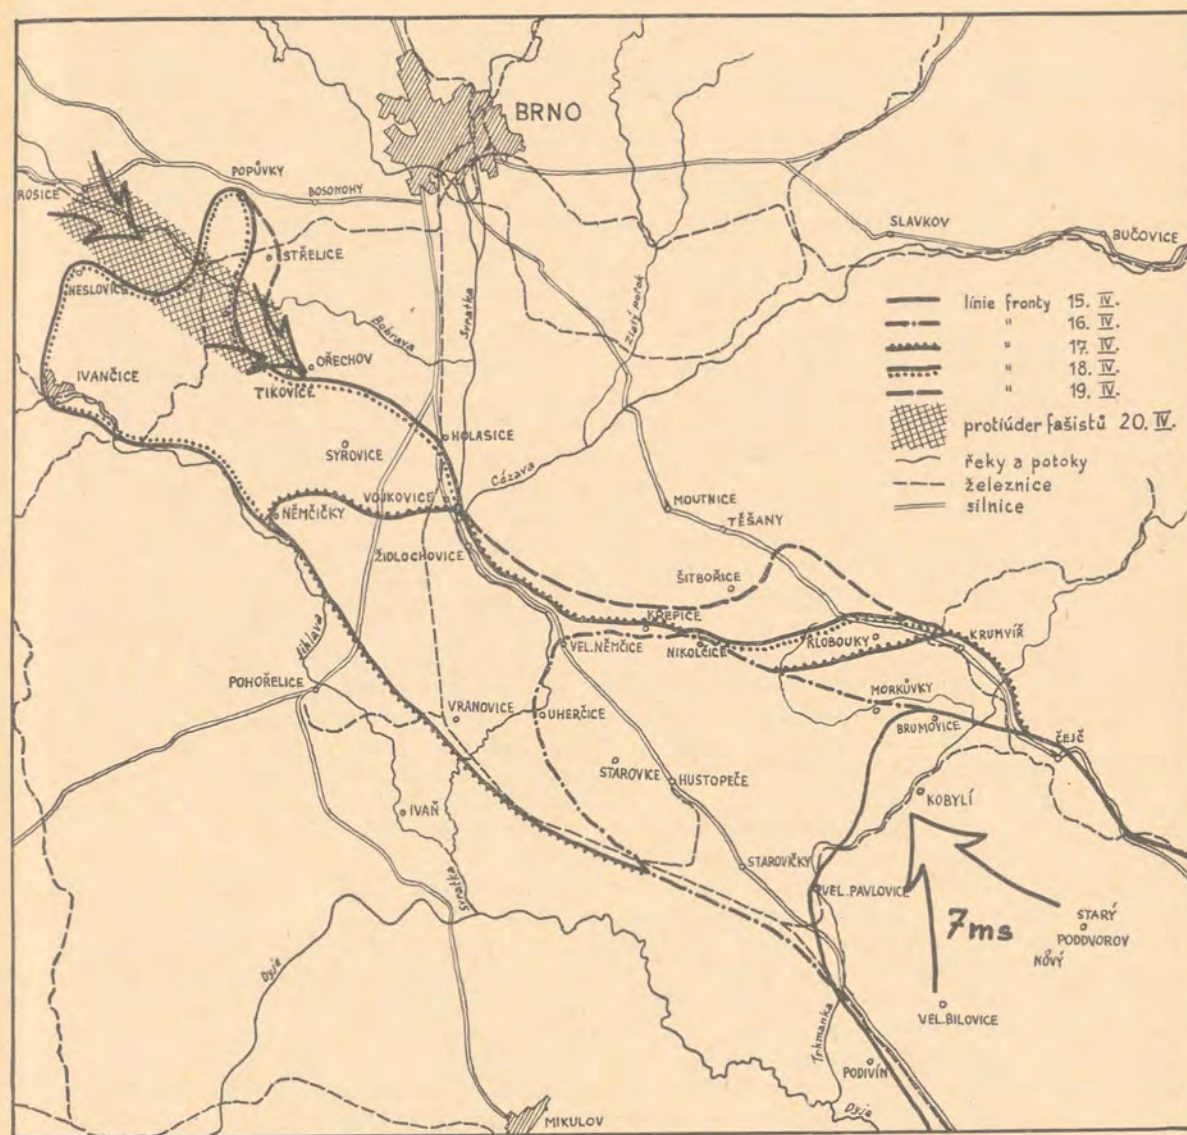 BRNO
POPŮVKY
ROSICE
BOSONOHY
SLAVKOV
BUČOVICE
STŘELICE
NESLOVICE
Svratka
Zlatý potok
Bobrava
línie fronty 15. IV.
" 16. IV.
" 17. IV.
" 18. IV.
" 19. IV.
protiúder fašistů 20. IV.
řeky a potoky
železnice
silnice
OŘECHOV
IVANČICE
TIKOVICE
HOLASICE
SYROVICE
Cézava
VOJKOVICE
MOUTNICE
NĚMČIČKY
TĚŠANY
ŽIDLOCHOVICE
ŠITBOŘICE
KŘEPICE
Jihlava
VEL. NĚMČICE
NIKOLČICE
KLOBOUKY
KRUMVÍŘ
POHOŘELICE
MORKŮVKY
VRANOVICE
UHERČICE
BRUMOVICE
ČEJČ
STAROVICE
HUSTOPEČE
KOBYLÍ
IVAŇ
STAROVIČKY
Svratka
VEL. PAVLOVICE
STARÝ
PODDVOROV
7ms
NOVÝ
Dyje
VEL. BILOVICE
Trkmanka
PODIVÍN
Dyje
MIKULOV